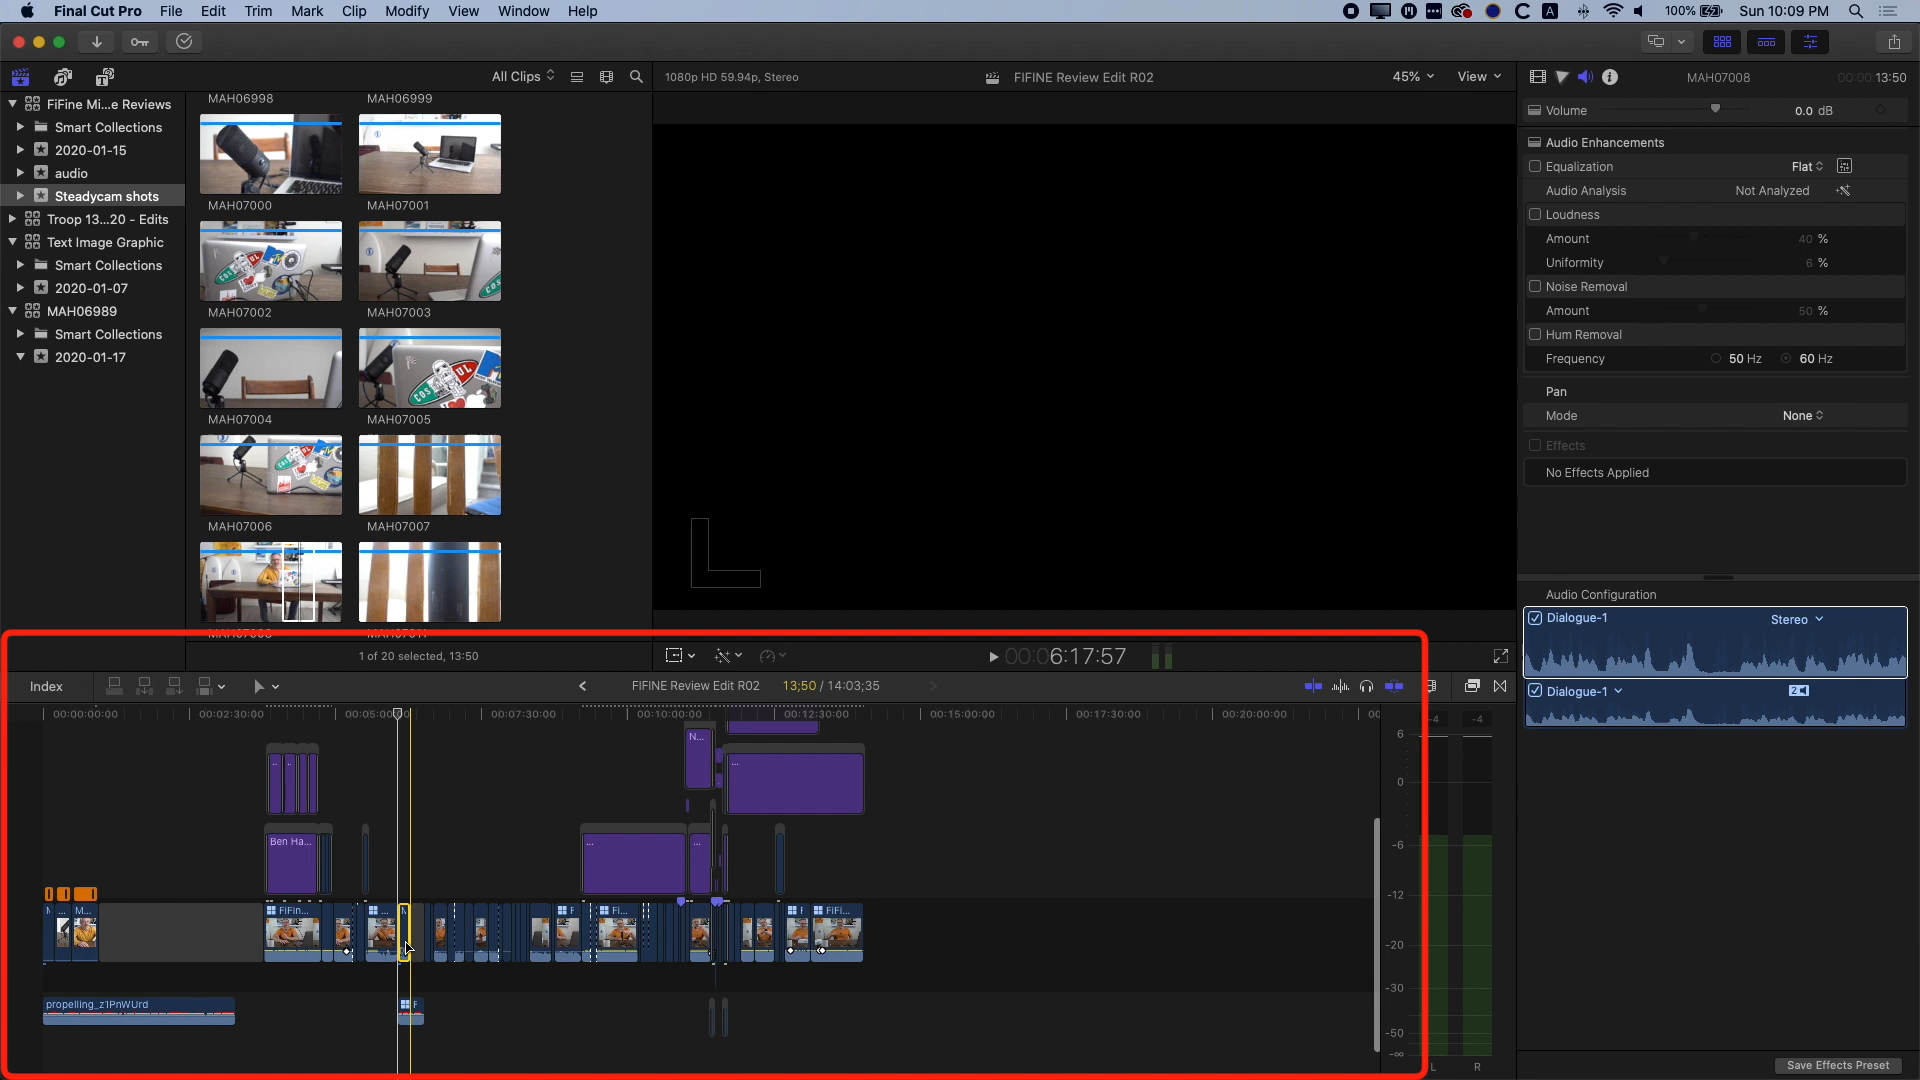 Final Cut Pro File Edit Trim Mark Clip Modify View Window Help
100% Sun 10:09 PM
All Clips
1080p HD 59.94p, Stereo
FIFINE Review Edit R02
45% View
MAH07008
00:00:13:50
FiFine Mi...e Reviews
Smart Collections
2020-01-15
audio
Steadycam shots
Troop 13...20 - Edits
Text Image Graphic
Smart Collections
2020-01-07
MAH06989
Smart Collections
2020-01-17
MAH06998 MAH06999
MAH07000 MAH07001
MAH07002 MAH07003
MAH07004 MAH07005
MAH07006 MAH07007
Volume 0.0 dB
Audio Enhancements
Equalization Flat
Audio Analysis Not Analyzed
Loudness
Amount 40 %
Uniformity 6 %
Noise Removal
Amount 50 %
Hum Removal
Frequency 50 Hz 60 Hz
Pan
Mode None
Effects
No Effects Applied
Audio Configuration
Dialogue-1 Stereo
Dialogue-1 2
Save Effects Preset
1 of 20 selected, 13:50
00:06:17:57
Index
FIFINE Review Edit R02 13;50 / 14:03;35
00:00:00:00 00:02:30:00 00:05:00:00 00:07:30:00 00:10:00:00 00:12:30:00 00:15:00:00 00:17:30:00 00:20:00:00
N...
...
Ben Ha...
...
...
M...
FiFin...
Fi...
FiFi...
propelling_z1PnWUrd
-4 -4
6
0
-6
-12
-20
-30
-50
-∞
L R